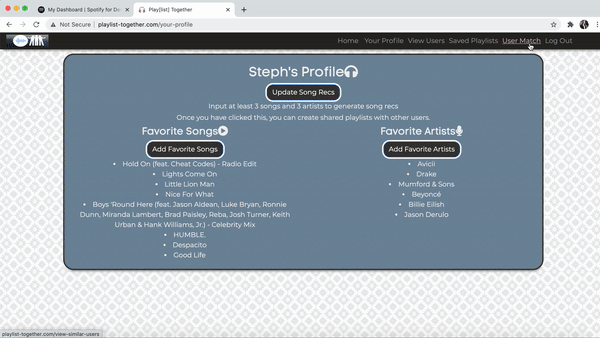 My Dashboard | Spotify for De
Play[list] Together
Not Secure | playlist-together.com/your-profile
Home Your Profile View Users Saved Playlists User Match Log Out
Steph's Profile
Update Song Recs
Input at least 3 songs and 3 artists to generate song recs
Once you have clicked this, you can create shared playlists with other users.
Favorite Songs
Add Favorite Songs
• Hold On (feat. Cheat Codes) - Radio Edit
• Lights Come On
• Little Lion Man
• Nice For What
• Boys 'Round Here (feat. Jason Aldean, Luke Bryan, Ronnie
Dunn, Miranda Lambert, Brad Paisley, Reba, Josh Turner, Keith
Urban & Hank Williams, Jr.) - Celebrity Mix
• HUMBLE.
• Despacito
• Good Life
Favorite Artists
Add Favorite Artists
• Avicii
• Drake
• Mumford & Sons
• Beyoncé
• Billie Eilish
• Jason Derulo
playlist-together.com/view-similar-users